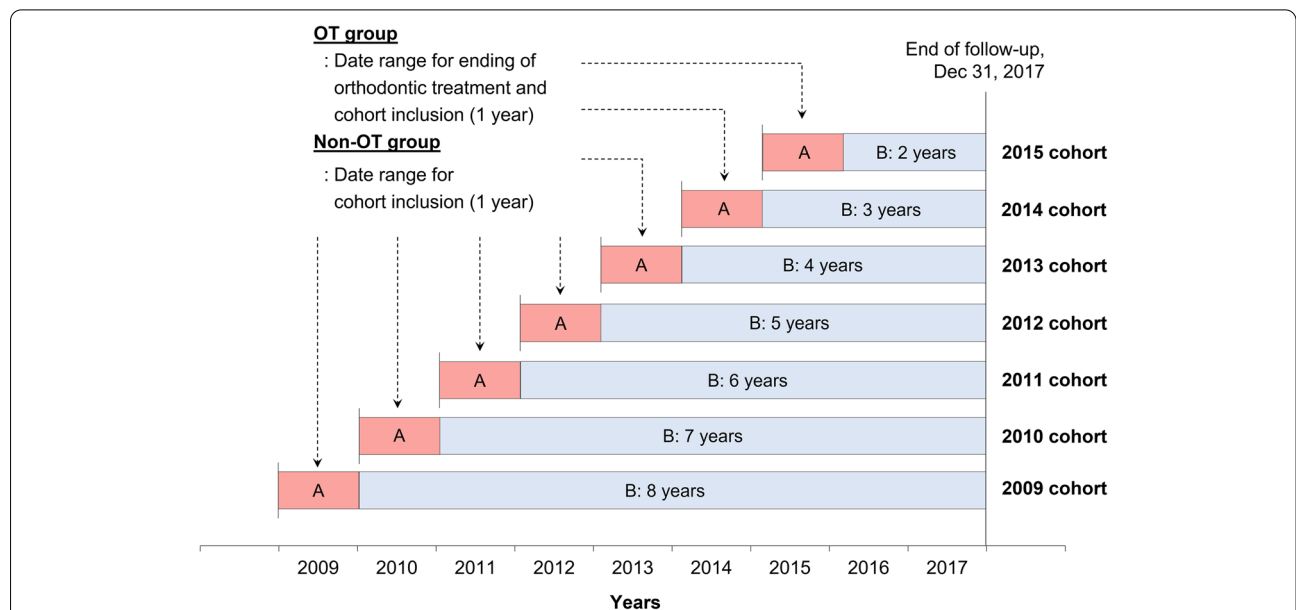 OT group
: Date range for ending of
orthodontic treatment and
cohort inclusion (1 year)
Non-OT group
: Date range for
cohort inclusion (1 year)
End of follow-up,
Dec 31, 2017
A B: 2 years 2015 cohort
A B: 3 years 2014 cohort
A B: 4 years 2013 cohort
A B: 5 years 2012 cohort
A B: 6 years 2011 cohort
A B: 7 years 2010 cohort
A B: 8 years 2009 cohort
2009 2010 2011 2012 2013 2014 2015 2016 2017
Years